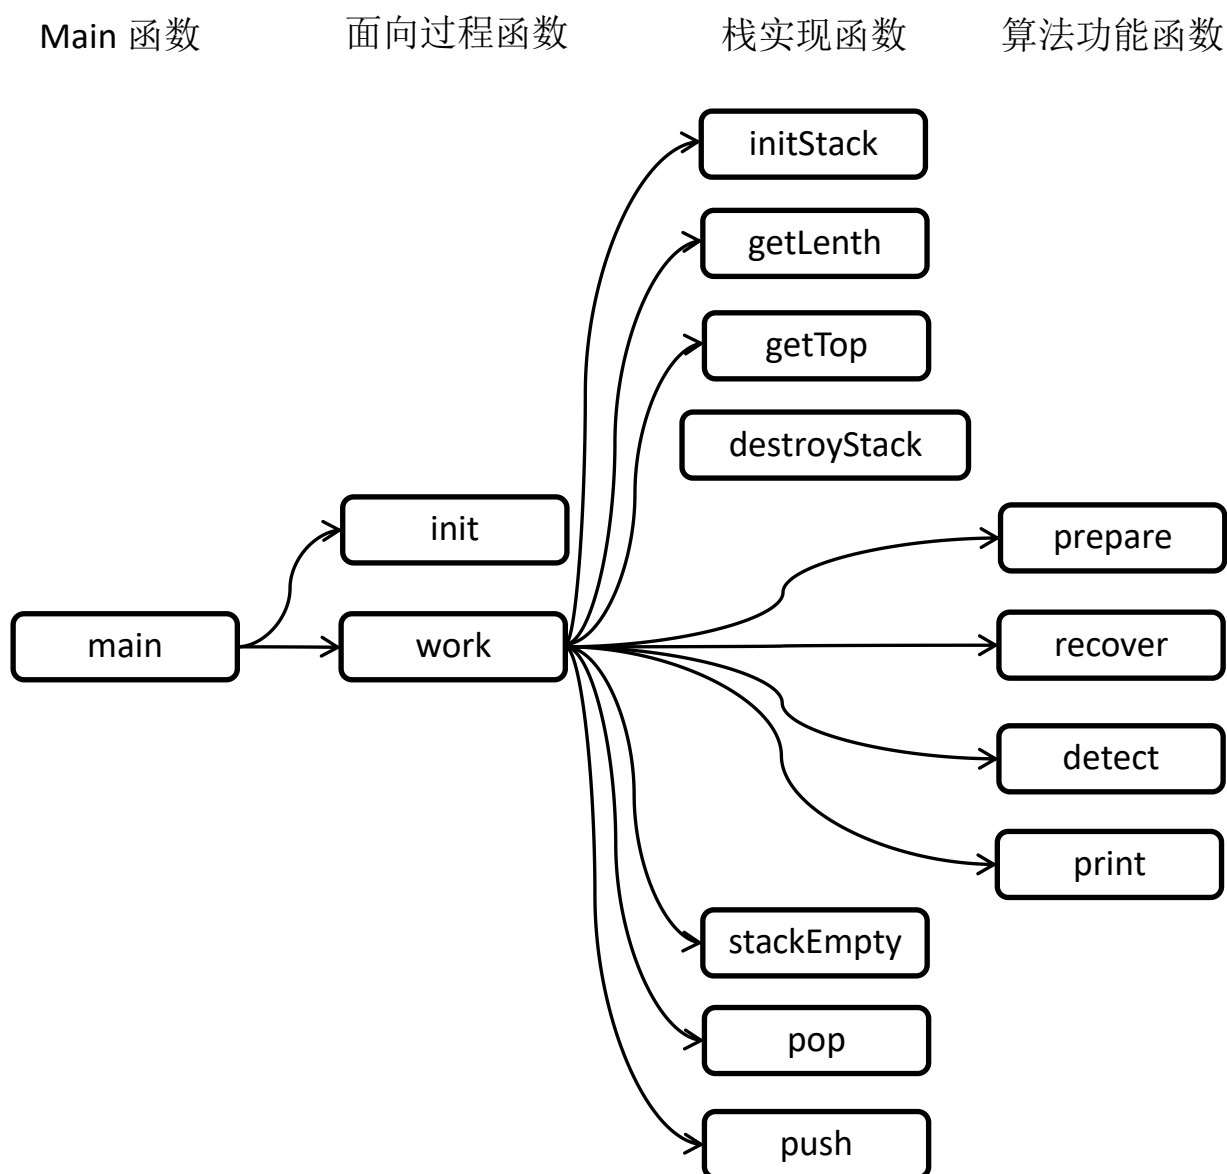 Main 函数 面向过程函数 栈实现函数 算法功能函数
initStack
getLenth
getTop
destroyStack
init
prepare
main
work
recover
detect
print
stackEmpty
pop
push